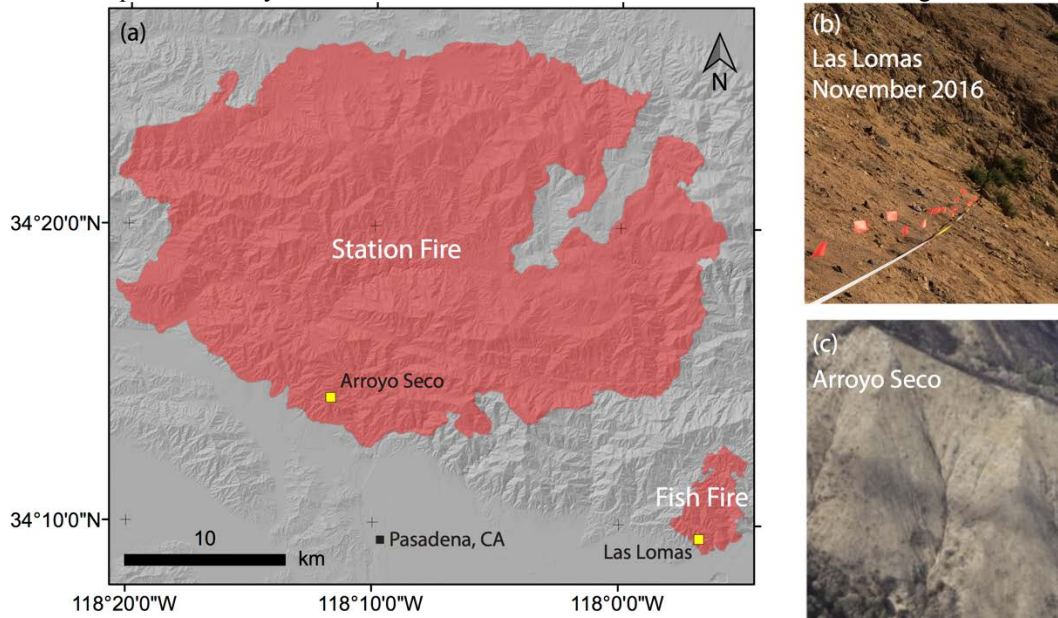 (a)
N
34°20'0"N
Station Fire
Arroyo Seco
Fish Fire
34°10'0"N
10
km
Pasadena, CA
Las Lomas
118°20'0"W
118°10'0"W
118°0'0"W
(b)
Las Lomas
November 2016
(c)
Arroyo Seco